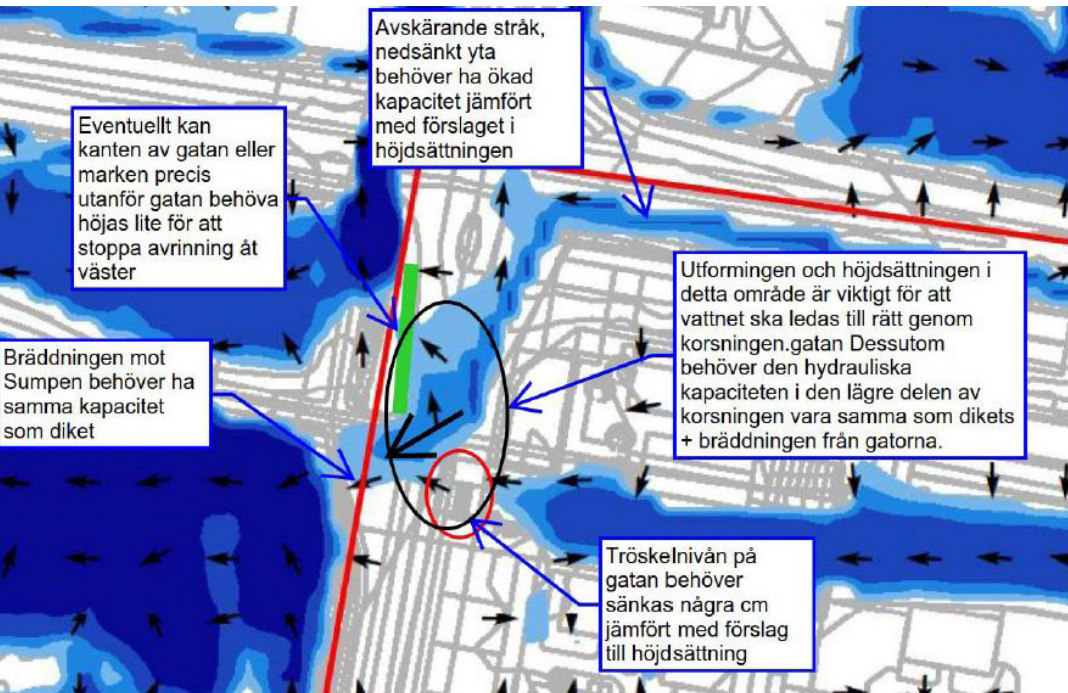 Avskärande stråk,
nedsänkt yta
behöver ha ökad
kapacitet jämfört
med förslaget i
höjdsättningen
Eventuellt kan
kanten av gatan eller
marken precis
utanför gatan behöva
höjas lite för att
stoppa avrinning åt
väster
Utformingen och höjdsättningen i
detta område är viktigt för att
vattnet ska ledas till rätt genom
korsningen.gatan Dessutom
behöver den hydrauliska
kapaciteten i den lägre delen av
korsningen vara samma som dikets
+ bräddningen från gatorna.
Bräddningen mot
Sumpen behöver ha
samma kapacitet
som diket
Tröskelnivån på
gatan behöver
sänkas några cm
jämfört med förslag
till höjdsättning